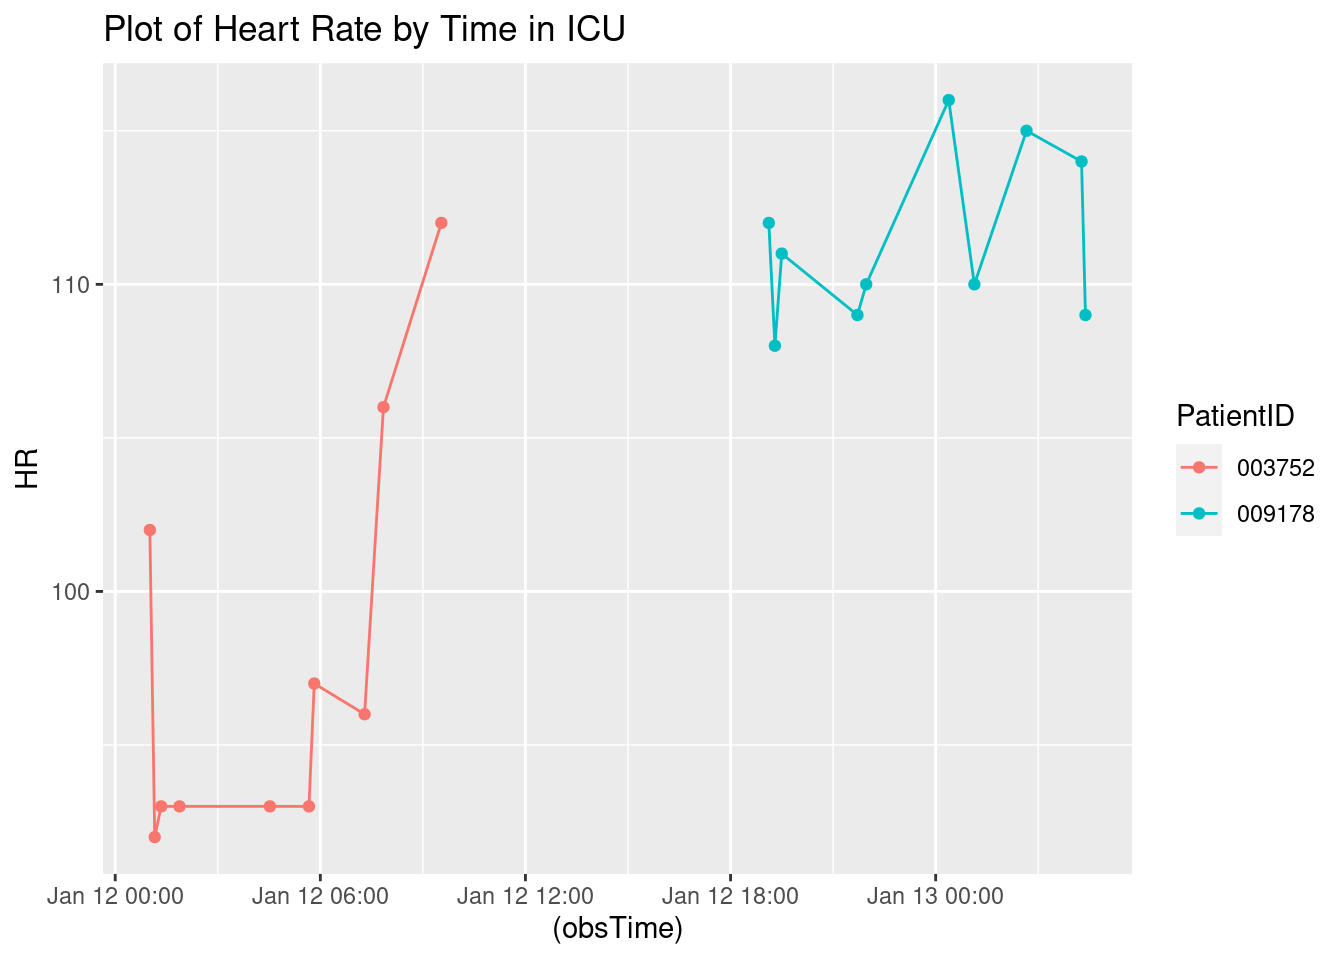 Plot of Heart Rate by Time in ICU
HR
110
100
Jan 12 00:00 Jan 12 06:00 Jan 12 12:00 Jan 12 18:00 Jan 13 00:00
(obsTime)
PatientID
003752
009178